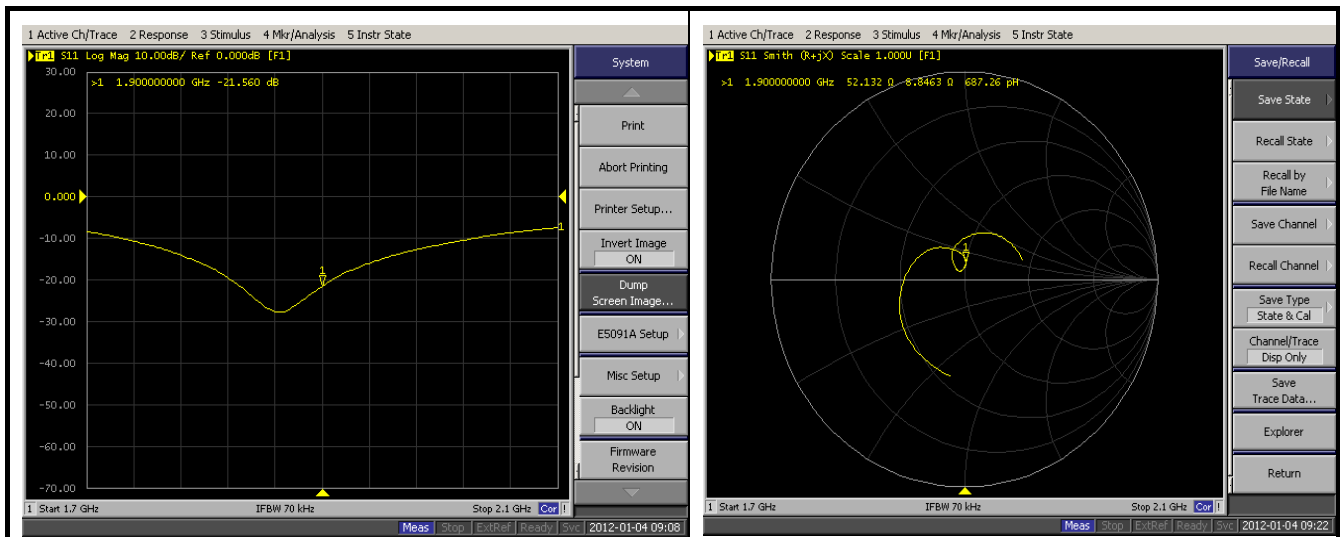 1 Active Ch/Trace 2 Response 3 Stimulus 4 Mkr/Analysis 5 Instr State
Tr1 S11 Log Mag 10.00dB/ Ref 0.000dB [F1]
30.00
>1 1.900000000 GHz -21.560 dB
20.00
10.00
0.000
-10.00
-20.00
-30.00
-40.00
-50.00
-60.00
-70.00
1
1
1 Start 1.7 GHz IFBW 70 kHz Stop 2.1 GHz Cor !
Meas Stop ExtRef Ready Svc 2012-01-04 09:08
System
Print
Abort Printing
Printer Setup...
Invert Image
ON
Dump
Screen Image...
E5091A Setup
Misc Setup
Backlight
ON
Firmware
Revision
1 Active Ch/Trace 2 Response 3 Stimulus 4 Mkr/Analysis 5 Instr State
Tr1 S11 Smith (R+jX) Scale 1.000U [F1]
>1 1.900000000 GHz 52.132 Ω 8.8463 Ω 687.26 pH
1
1 Start 1.7 GHz IFBW 70 kHz Stop 2.1 GHz Cor !
Meas Stop ExtRef Ready Svc 2012-01-04 09:22
Save/Recall
Save State
Recall State
Recall by
File Name
Save Channel
Recall Channel
Save Type
State & Cal
Channel/Trace
Disp Only
Save
Trace Data...
Explorer
Return